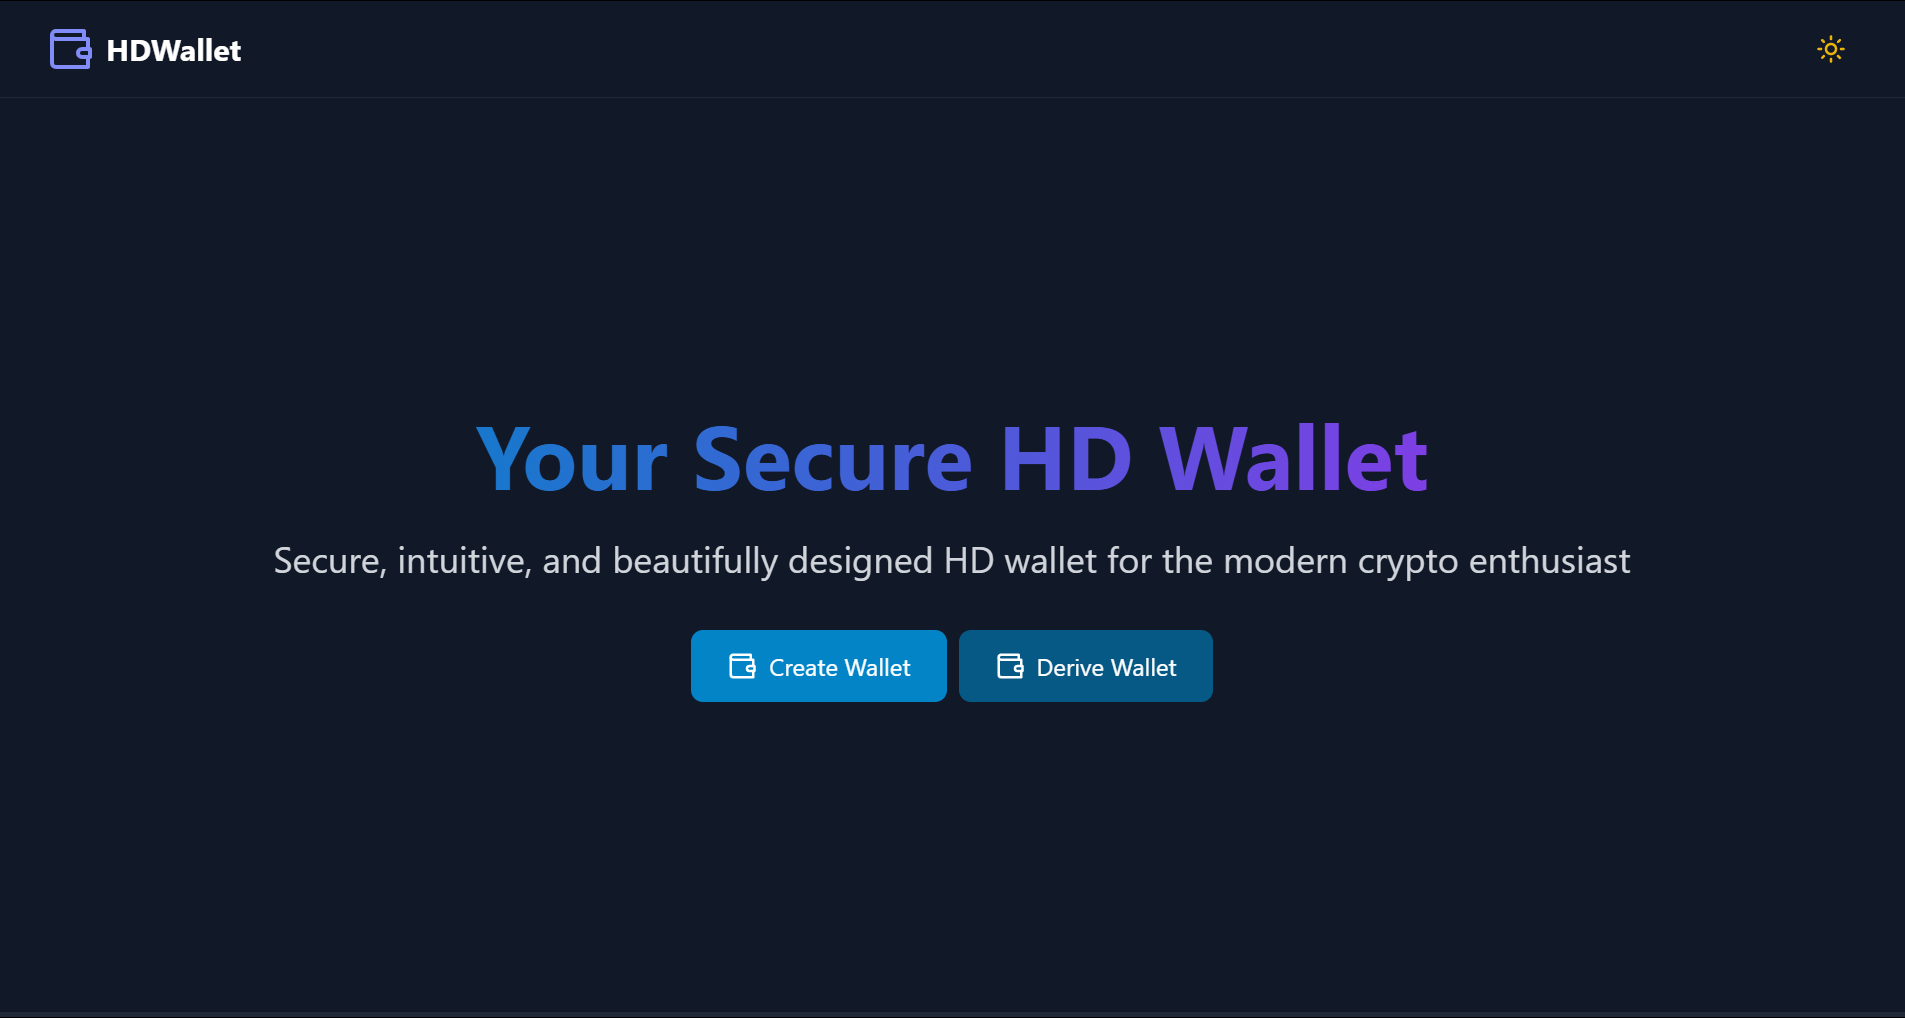 HDWallet
Your Secure HD Wallet
Secure, intuitive, and beautifully designed HD wallet for the modern crypto enthusiast
Create Wallet
Derive Wallet